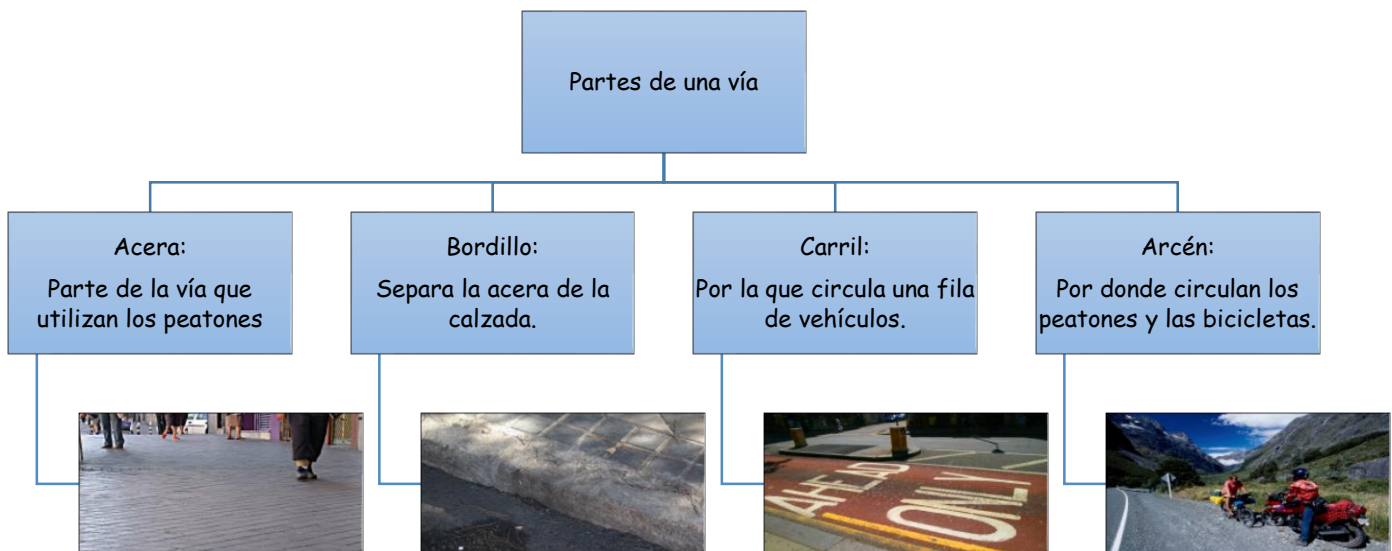 Partes de una vía
Acera:
Parte de la vía que
utilizan los peatones
Bordillo:
Separa la acera de la
calzada.
Carril:
Por la que circula una fila
de vehículos.
Arcén:
Por donde circulan los
peatones y las bicicletas.
AHEAD
ONLY